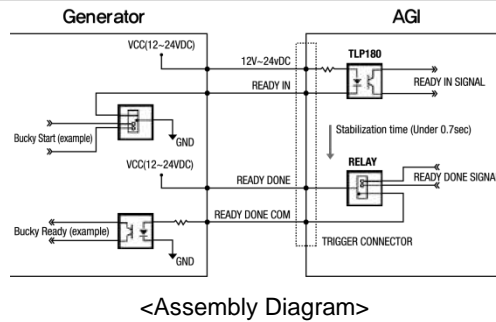 Generator
AGI
VCC(12~24VDC)
12V~24vDC
TLP180
READY IN
READY IN SIGNAL
Bucky Start (example)
GND
Stabilization time (Under 0.7sec)
VCC(12~24VDC)
RELAY
READY DONE
READY DONE SIGNAL
READY DONE COM
Bucky Ready (example)
GND
TRIGGER CONNECTOR
<Assembly Diagram>